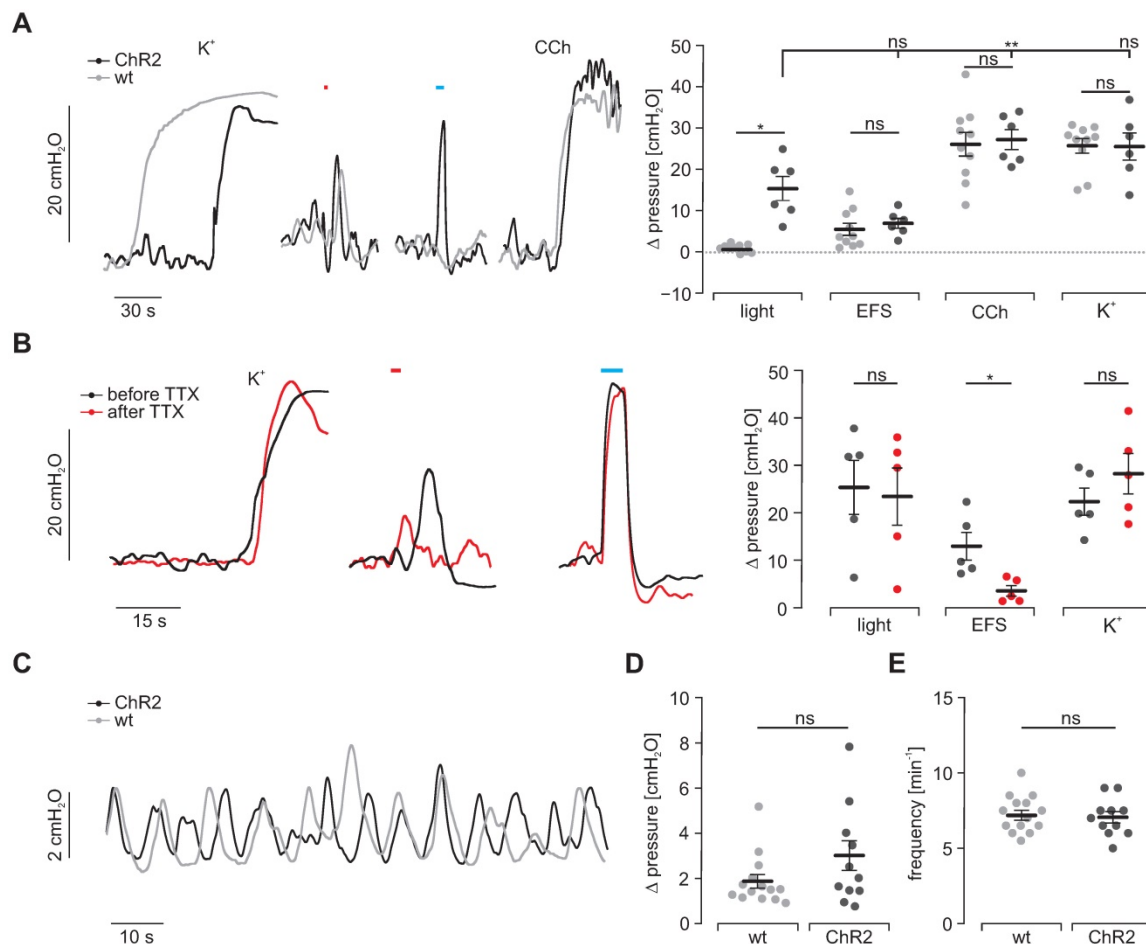 A
ChR2
wt
K⁺
CCh
20 cmH₂O
30 s
Δ pressure [cmH₂O]
50
40
30
20
10
0
−10
ns
**
ns
*
ns
ns
ns
light
EFS
CCh
K⁺
B
before TTX
after TTX
K⁺
20 cmH₂O
15 s
Δ pressure [cmH₂O]
50
40
30
20
10
0
ns
*
ns
light
EFS
K⁺
C
ChR2
wt
2 cmH₂O
10 s
D
Δ pressure [cmH₂O]
10
8
6
4
2
0
ns
wt
ChR2
E
frequency [min⁻¹]
15
10
5
0
ns
wt
ChR2